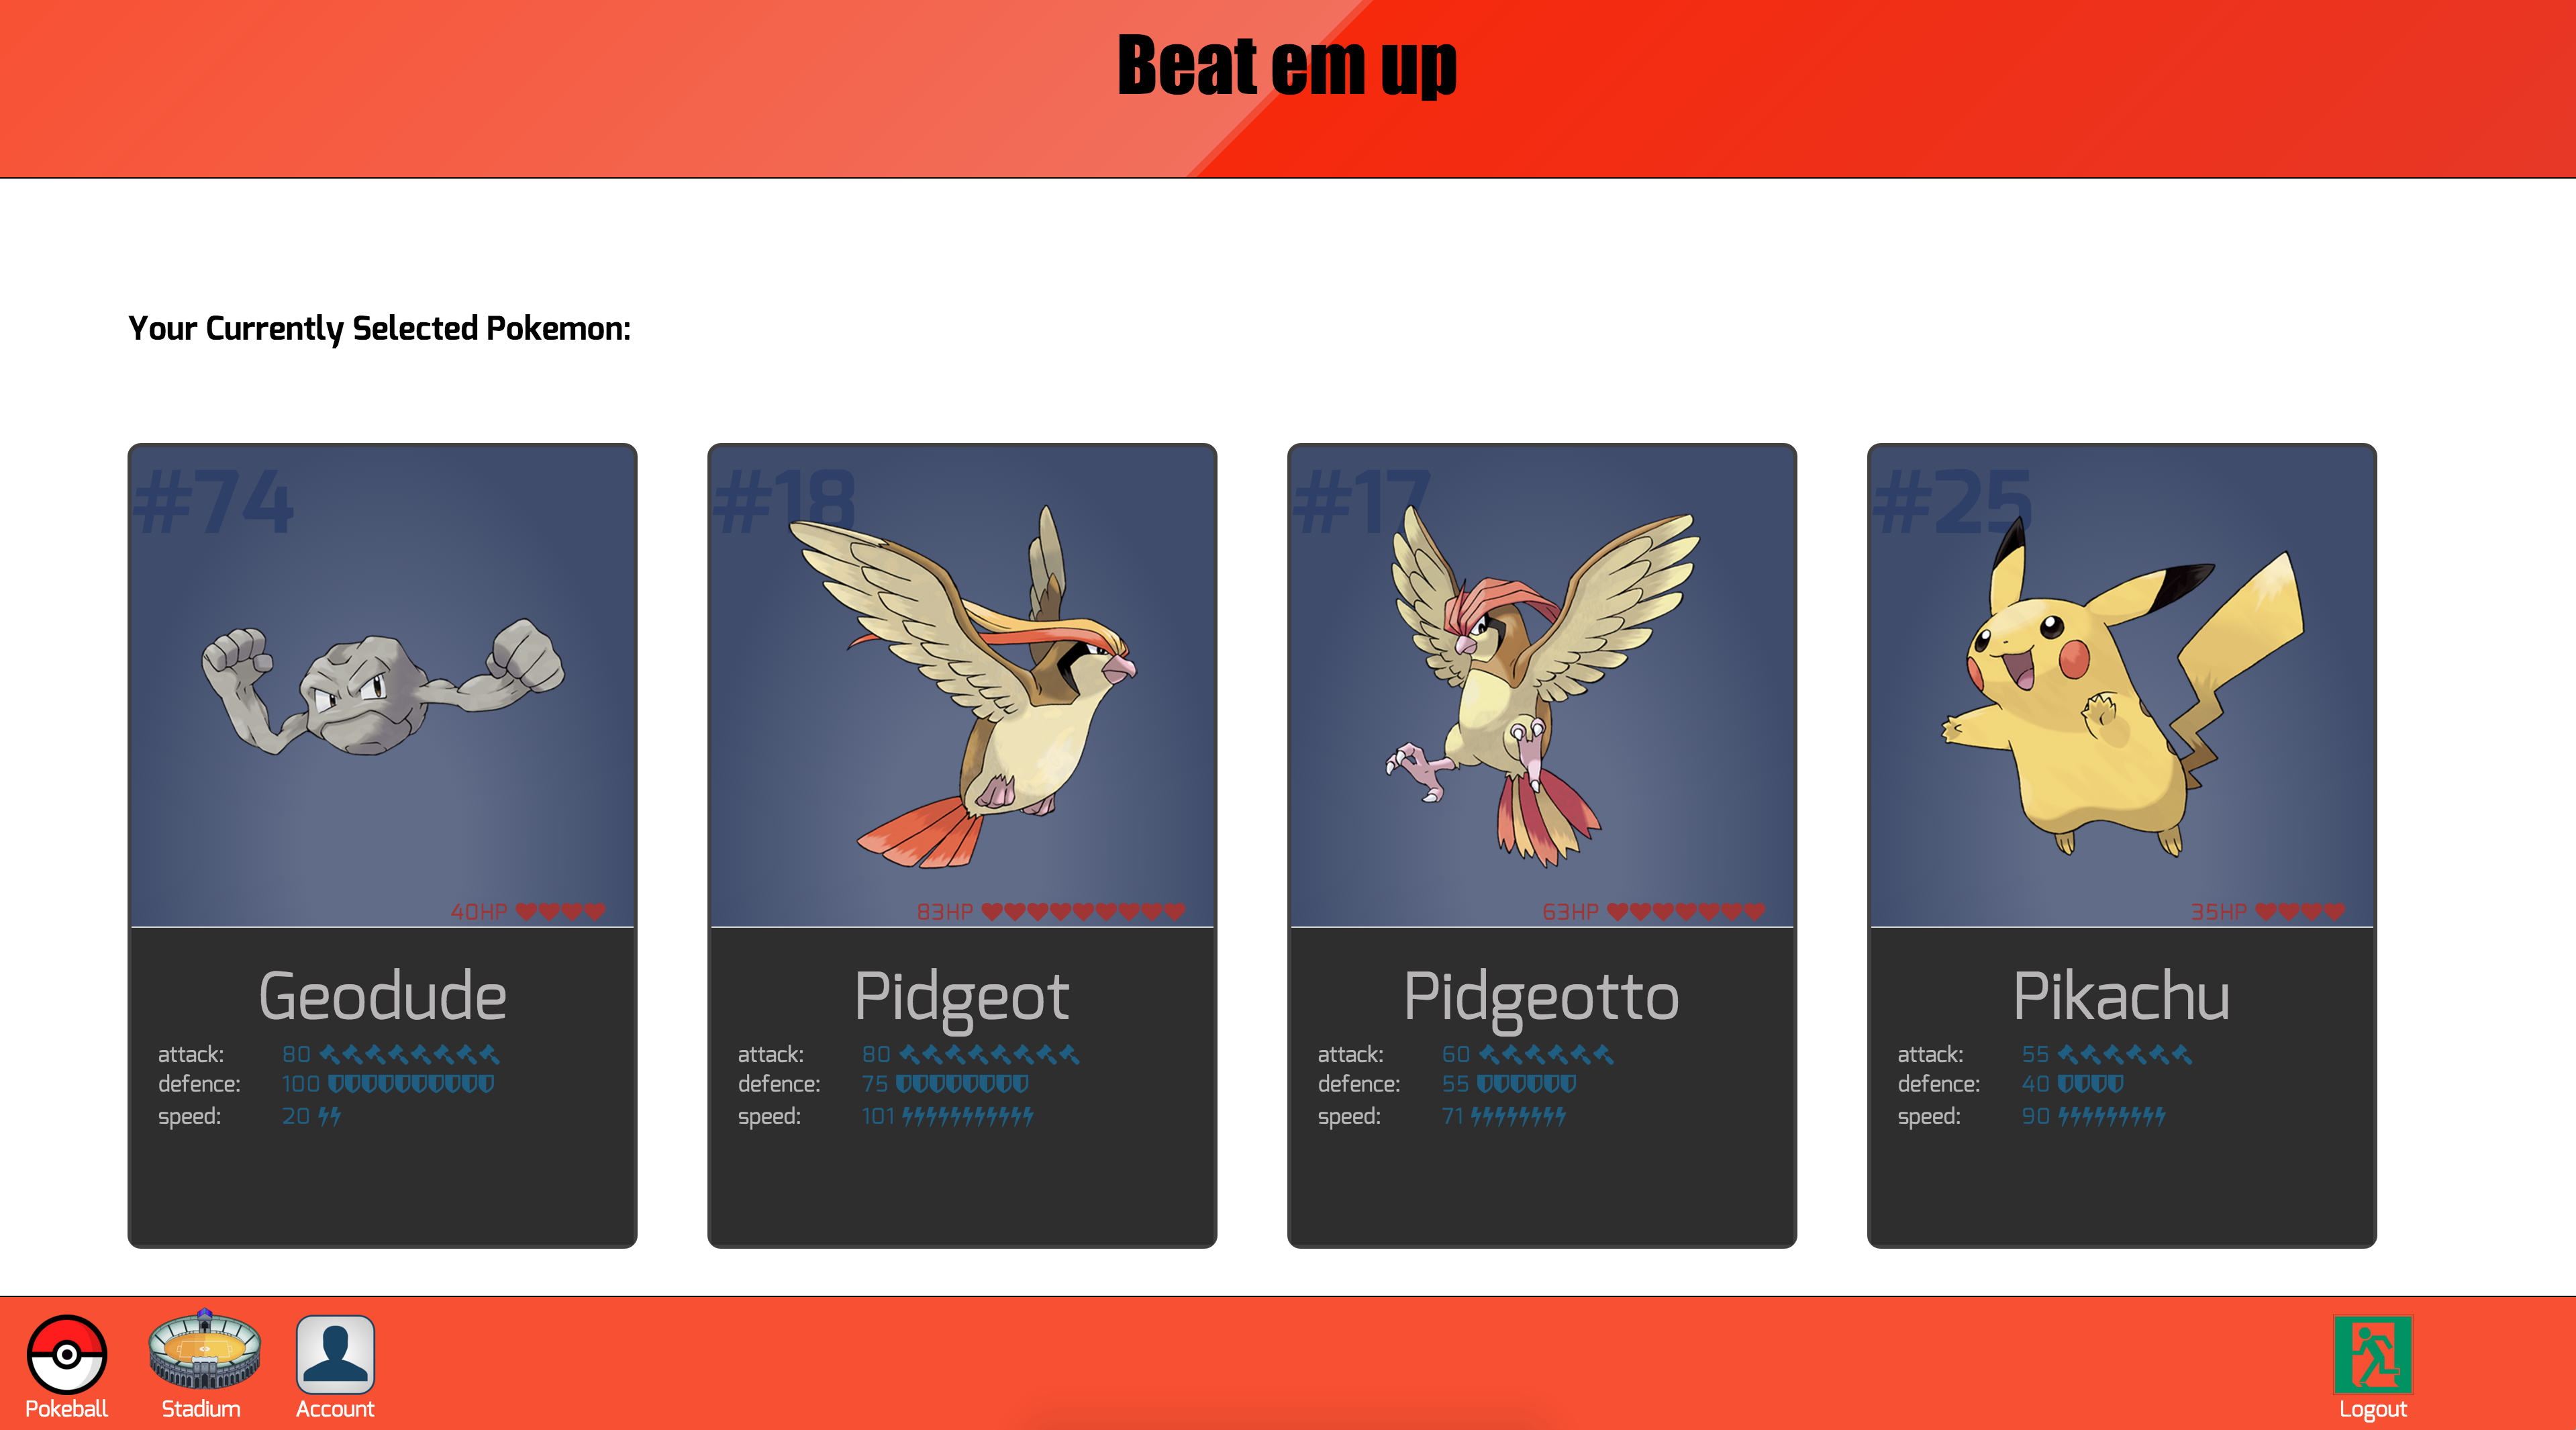 Beat em up
Your Currently Selected Pokemon:
#74
40HP
Geodude
attack: 80
defence: 100
speed: 20
#18
83HP
Pidgeot
attack: 80
defence: 75
speed: 101
#17
63HP
Pidgeotto
attack: 60
defence: 55
speed: 71
#25
35HP
Pikachu
attack: 55
defence: 40
speed: 90
Pokeball
Stadium
Account
Logout